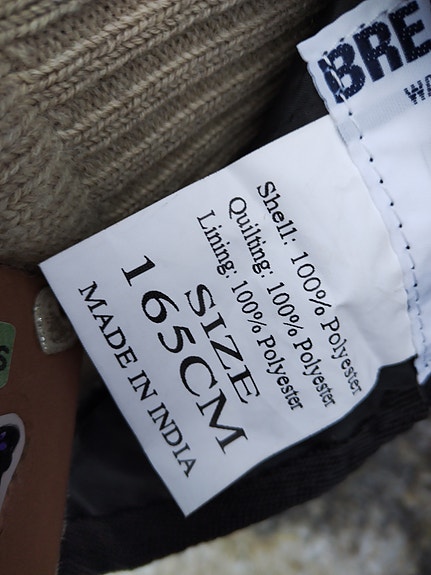 BRE
Shell: 100% Polyester
Quilting: 100% Polyester
Lining: 100% Polyester
SIZE
165CM
MADE IN INDIA